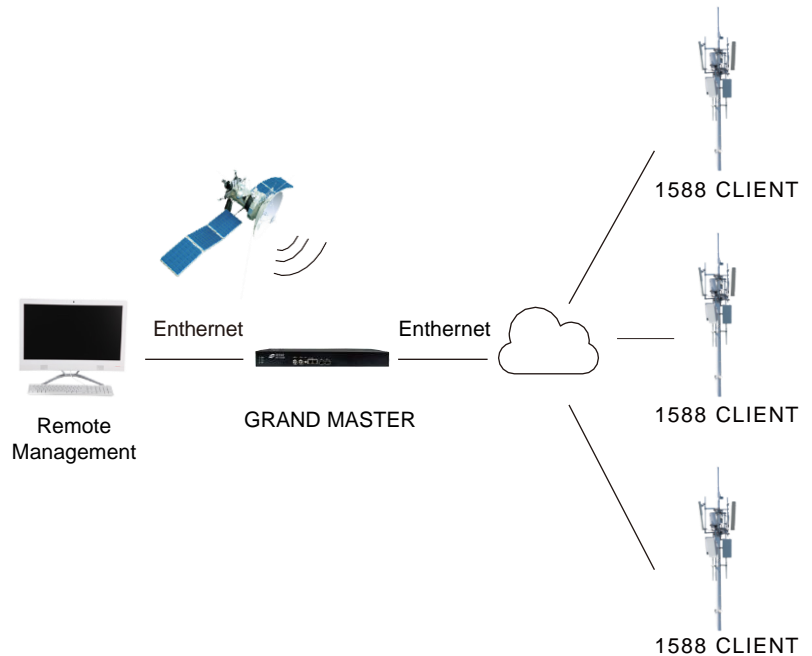 1588 CLIENT
Enthernet
Enthernet
Remote
Management
GRAND MASTER
1588 CLIENT
1588 CLIENT